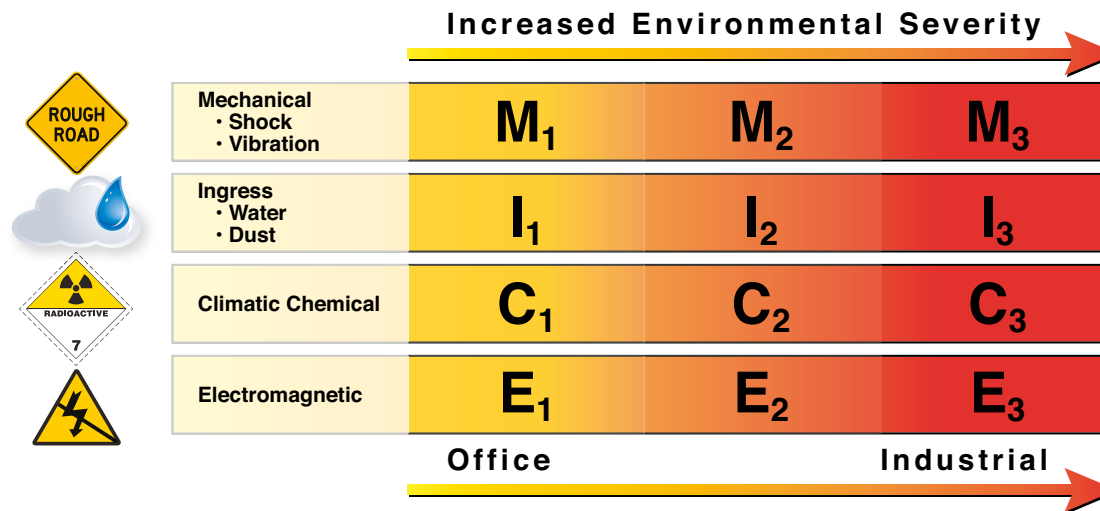 Increased Environmental Severity
ROUGH
ROAD
Mechanical
• Shock
• Vibration
M1
M2
M3
Ingress
• Water
• Dust
I1
I2
I3
RADIOACTIVE
7
Climatic Chemical
C1
C2
C3
Electromagnetic
E1
E2
E3
Office
Industrial